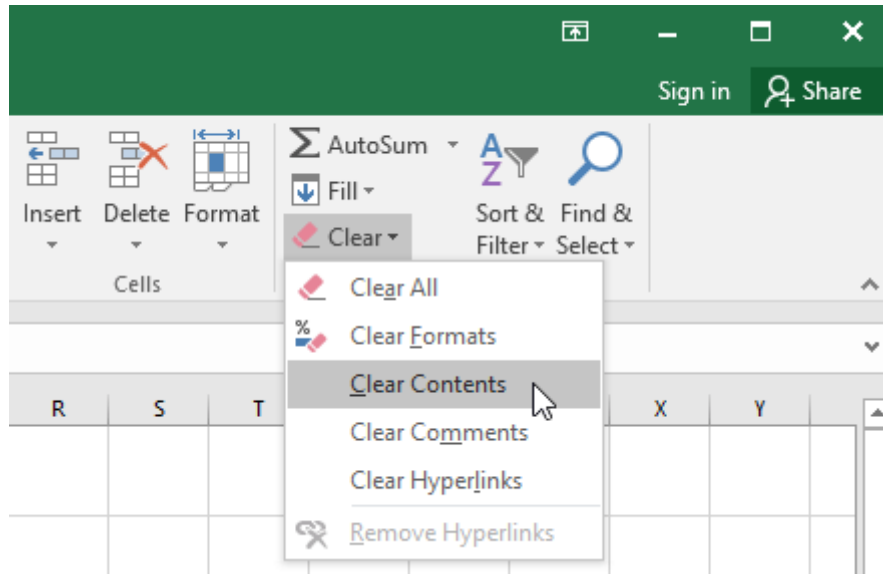 Sign in
Share
AutoSum
Fill
Clear
Insert
Delete
Format
Cells
A
Z
Sort &
Filter
Find &
Select
Clear All
%
Clear Formats
Clear Contents
Clear Comments
Clear Hyperlinks
Remove Hyperlinks
R S T X Y